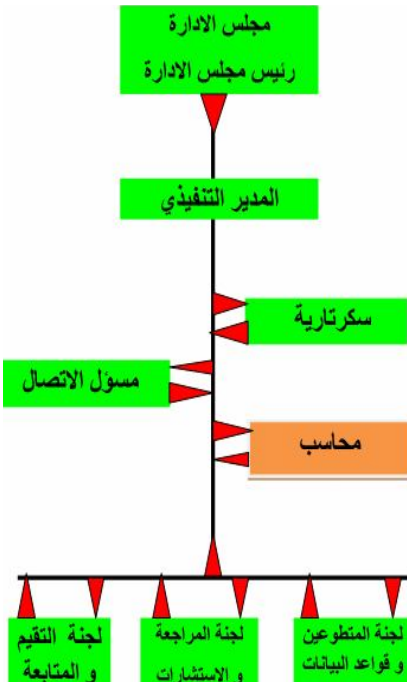 مجلس الادارة
رئيس مجلس الادارة
المدير التنفيذي
سكرتارية
مسؤل الاتصال
محاسب
لجنة المتطوعين
و قواعد البيانات
لجنة المراجعة
و الاستشارات
لجنة التقيم
و المتابعة